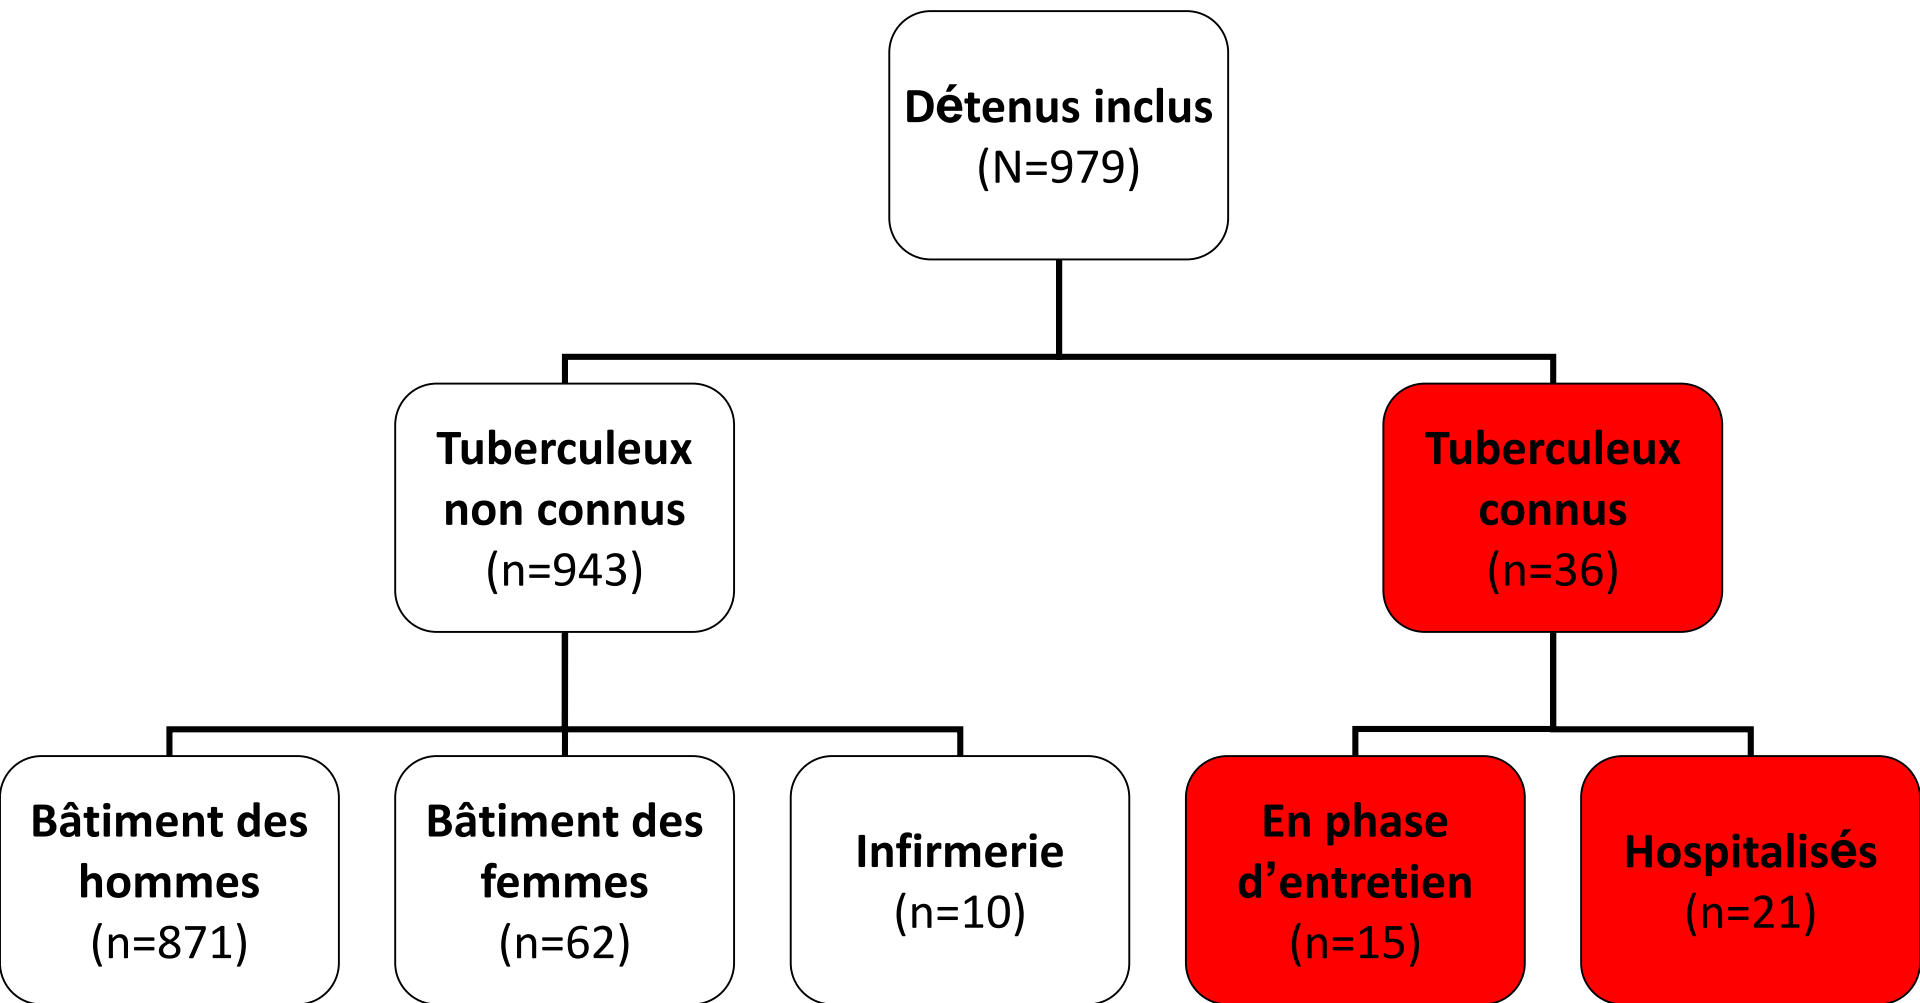 Détenus inclus
(N=979)
Tuberculeux
non connus
(n=943)
Tuberculeux
connus
(n=36)
Bâtiment des
hommes
(n=871)
Bâtiment des
femmes
(n=62)
Infirmerie
(n=10)
En phase
d’entretien
(n=15)
Hospitalisés
(n=21)